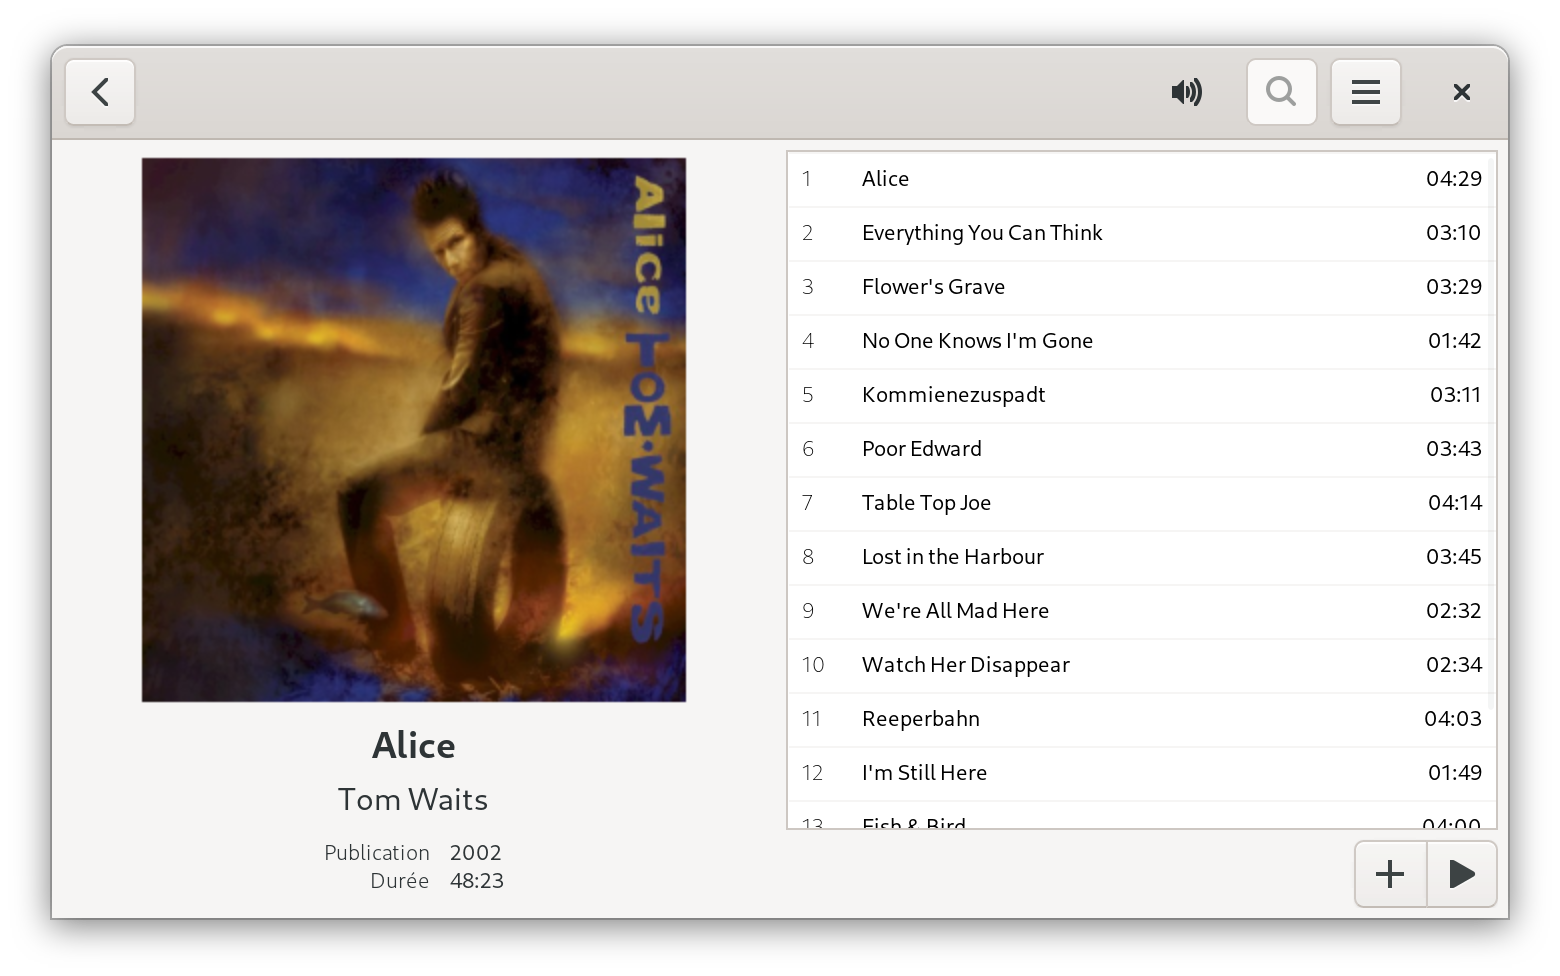 Alice
TOM·WAITS
Alice
Tom Waits
Publication 2002
Durée 48:23
1 Alice 04:29
2 Everything You Can Think 03:10
3 Flower's Grave 03:29
4 No One Knows I'm Gone 01:42
5 Kommienezuspadt 03:11
6 Poor Edward 03:43
7 Table Top Joe 04:14
8 Lost in the Harbour 03:45
9 We're All Mad Here 02:32
10 Watch Her Disappear 02:34
11 Reeperbahn 04:03
12 I'm Still Here 01:49
13 Fish & Bird 04:00